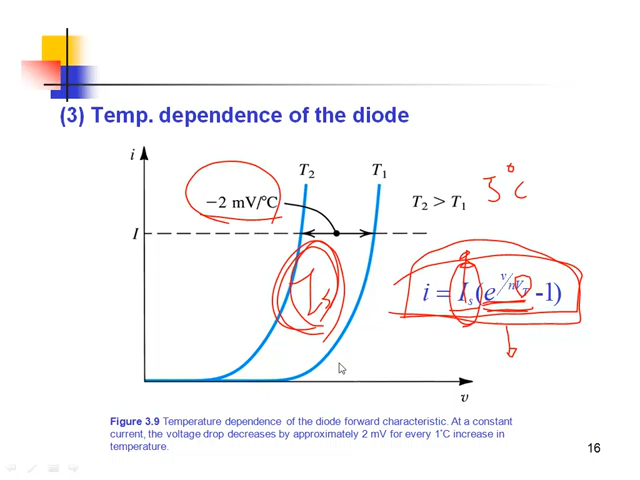 (3) Temp. dependence of the diode
i
T2 T1
−2 mV/°C
T2 > T1
3°C
I
Is
i = Is(e^v/nVT -1)
v
Figure 3.9 Temperature dependence of the diode forward characteristic. At a constant
current, the voltage drop decreases by approximately 2 mV for every 1˚C increase in
temperature.
16